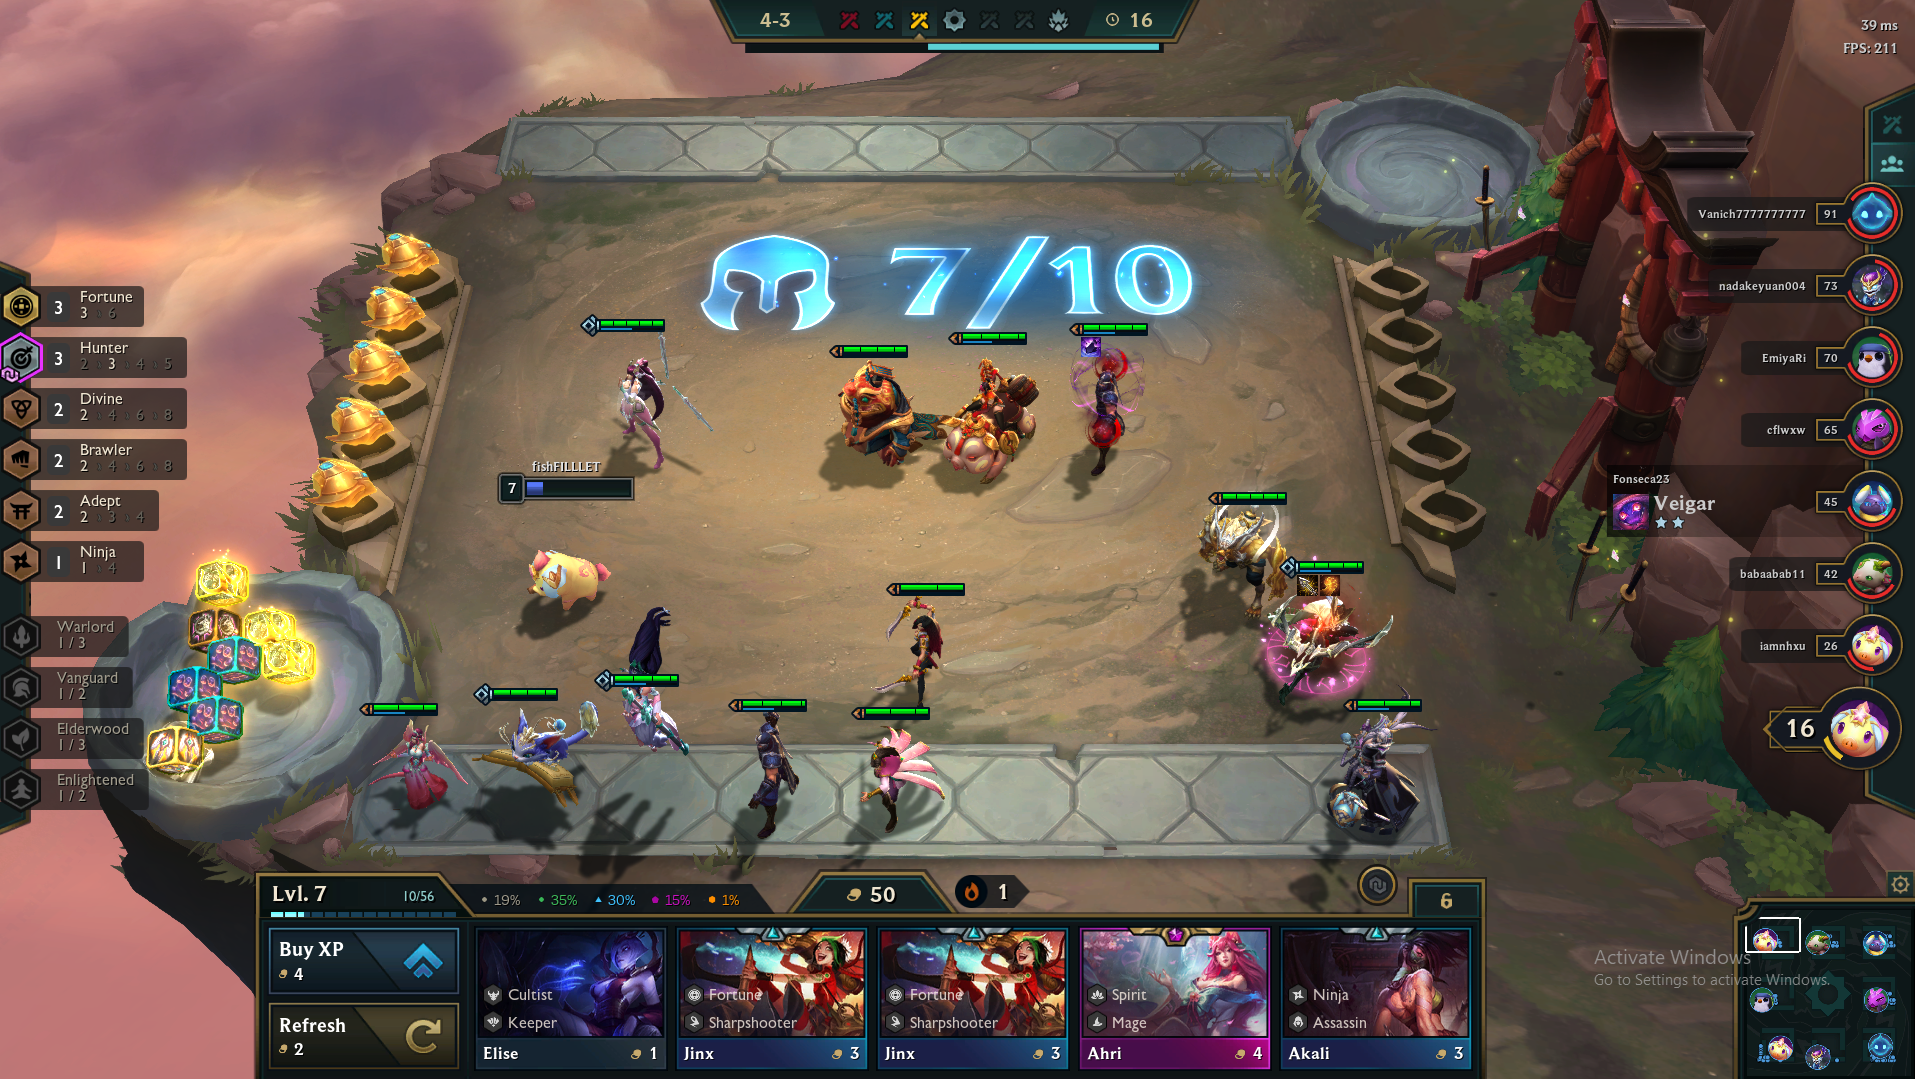 4-3
16
39 ms
FPS: 211
7/10
Vanich7777777777
91
nadakeyuan004
73
EmiyaRi
70
cflwxw
65
Fonseca23
Veigar
45
babaabab11
42
iamnhxu
26
16
3
Fortune
3 6
3
Hunter
2 3 4 5
2
Divine
2 4 6 8
2
Brawler
2 4 6 8
2
Adept
2 3 4
1
Ninja
1 4
Warlord
1 / 3
Vanguard
1 / 2
Elderwood
1 / 3
Enlightened
1 / 2
fishFILLLET
7
Lvl. 7
10/56
19% 35% 30% 15% 1%
50
1
6
Buy XP
4
Refresh
2
Cultist
Keeper
Elise 1
Fortune
Sharpshooter
Jinx 3
Fortune
Sharpshooter
Jinx 3
Spirit
Mage
Ahri 4
Ninja
Assassin
Akali 3
Activate Windows
Go to Settings to activate Windows.